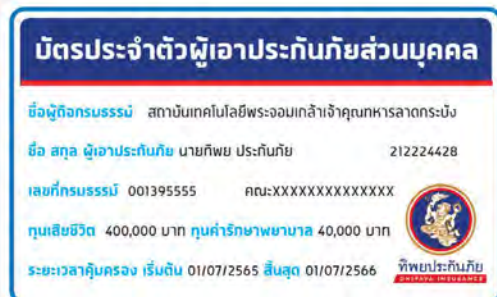 บัตรประจำตัวผู้เอาประกันภัยส่วนบุคคล
ชื่อผู้ถือกรมธรรม์ สถาบันเทคโนโลยีพระจอมเกล้าเจ้าคุณทหารลาดกระบัง
ชื่อ สกุล ผู้เอาประกันภัย นายทิพย ประกันภัย 212224428
เลขที่กรมธรรม์ 001395555 คณะXXXXXXXXXXXXXX
ทุนเสียชีวิต 400,000 บาท ทุนค่ารักษาพยาบาล 40,000 บาท
ระยะเวลาคุ้มครอง เริ่มต้น 01/07/2565 สิ้นสุด 01/07/2566
ทิพยประกันภัย
DHIPAYA INSURANCE